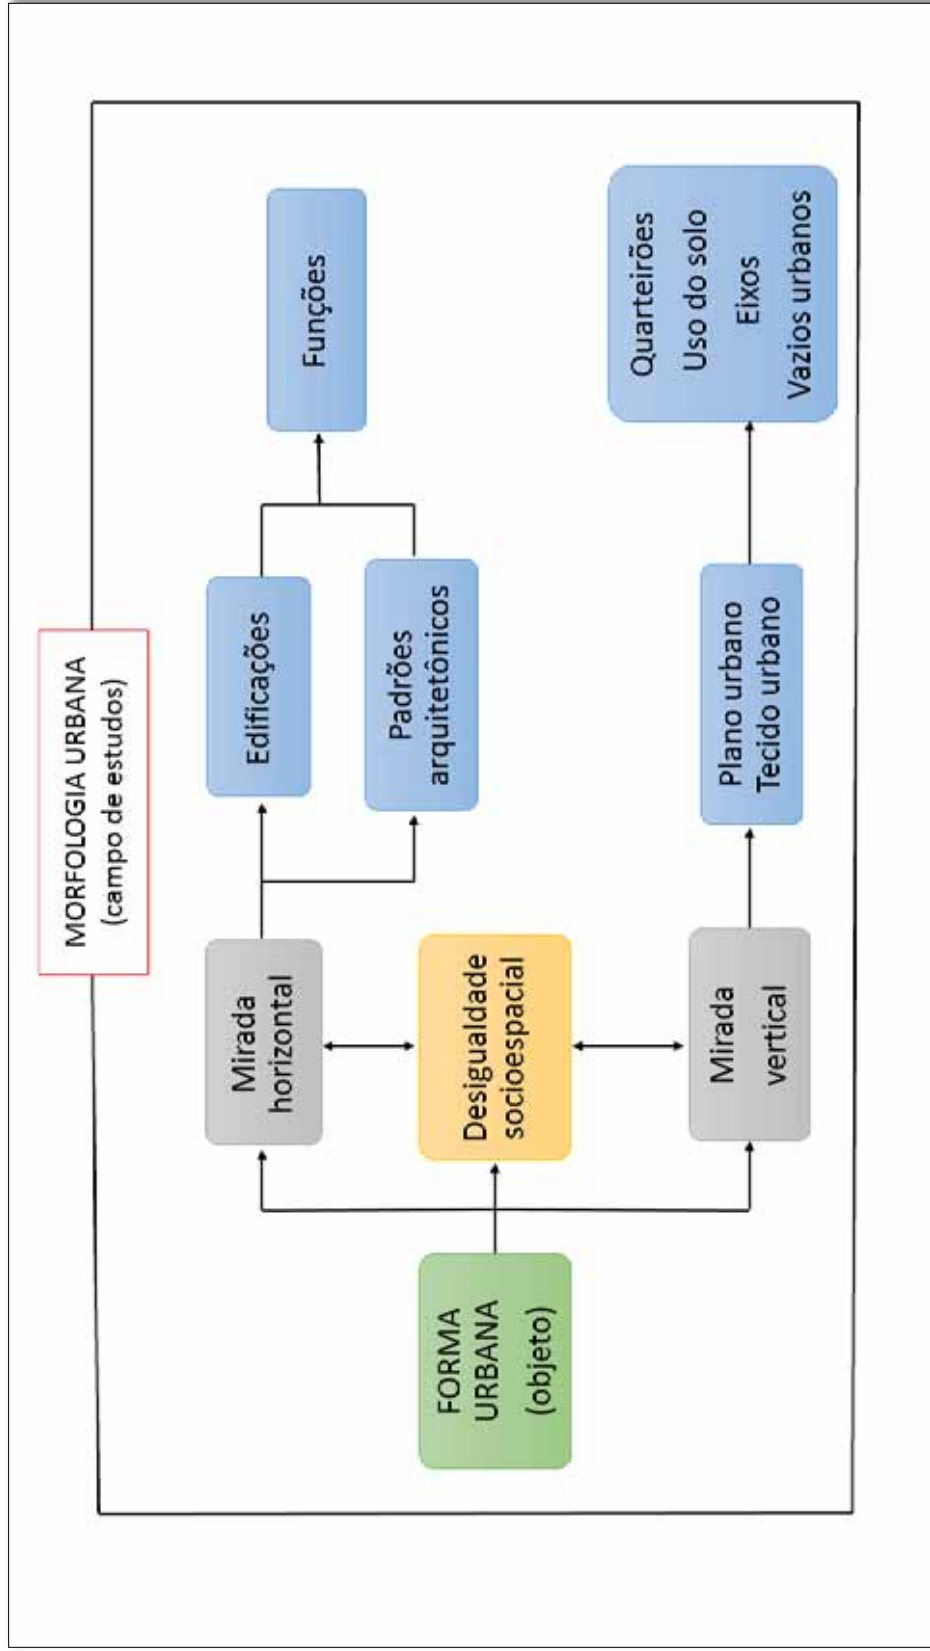 MORFOLOGIA URBANA
(campo de estudos)
FORMA
URBANA
(objeto)
Mirada
horizontal
Desigualdade
socioespacial
Mirada
vertical
Edificações
Padrões
arquitetônicos
Funções
Plano urbano
Tecido urbano
Quarteirões
Uso do solo
Eixos
Vazios urbanos